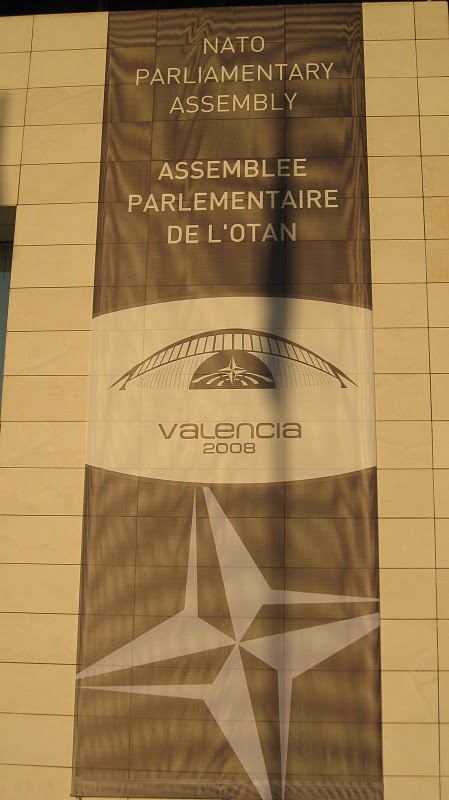 NATO
PARLIAMENTARY
ASSEMBLY
ASSEMBLEE
PARLEMENTAIRE
DE L'OTAN
valencia
2008